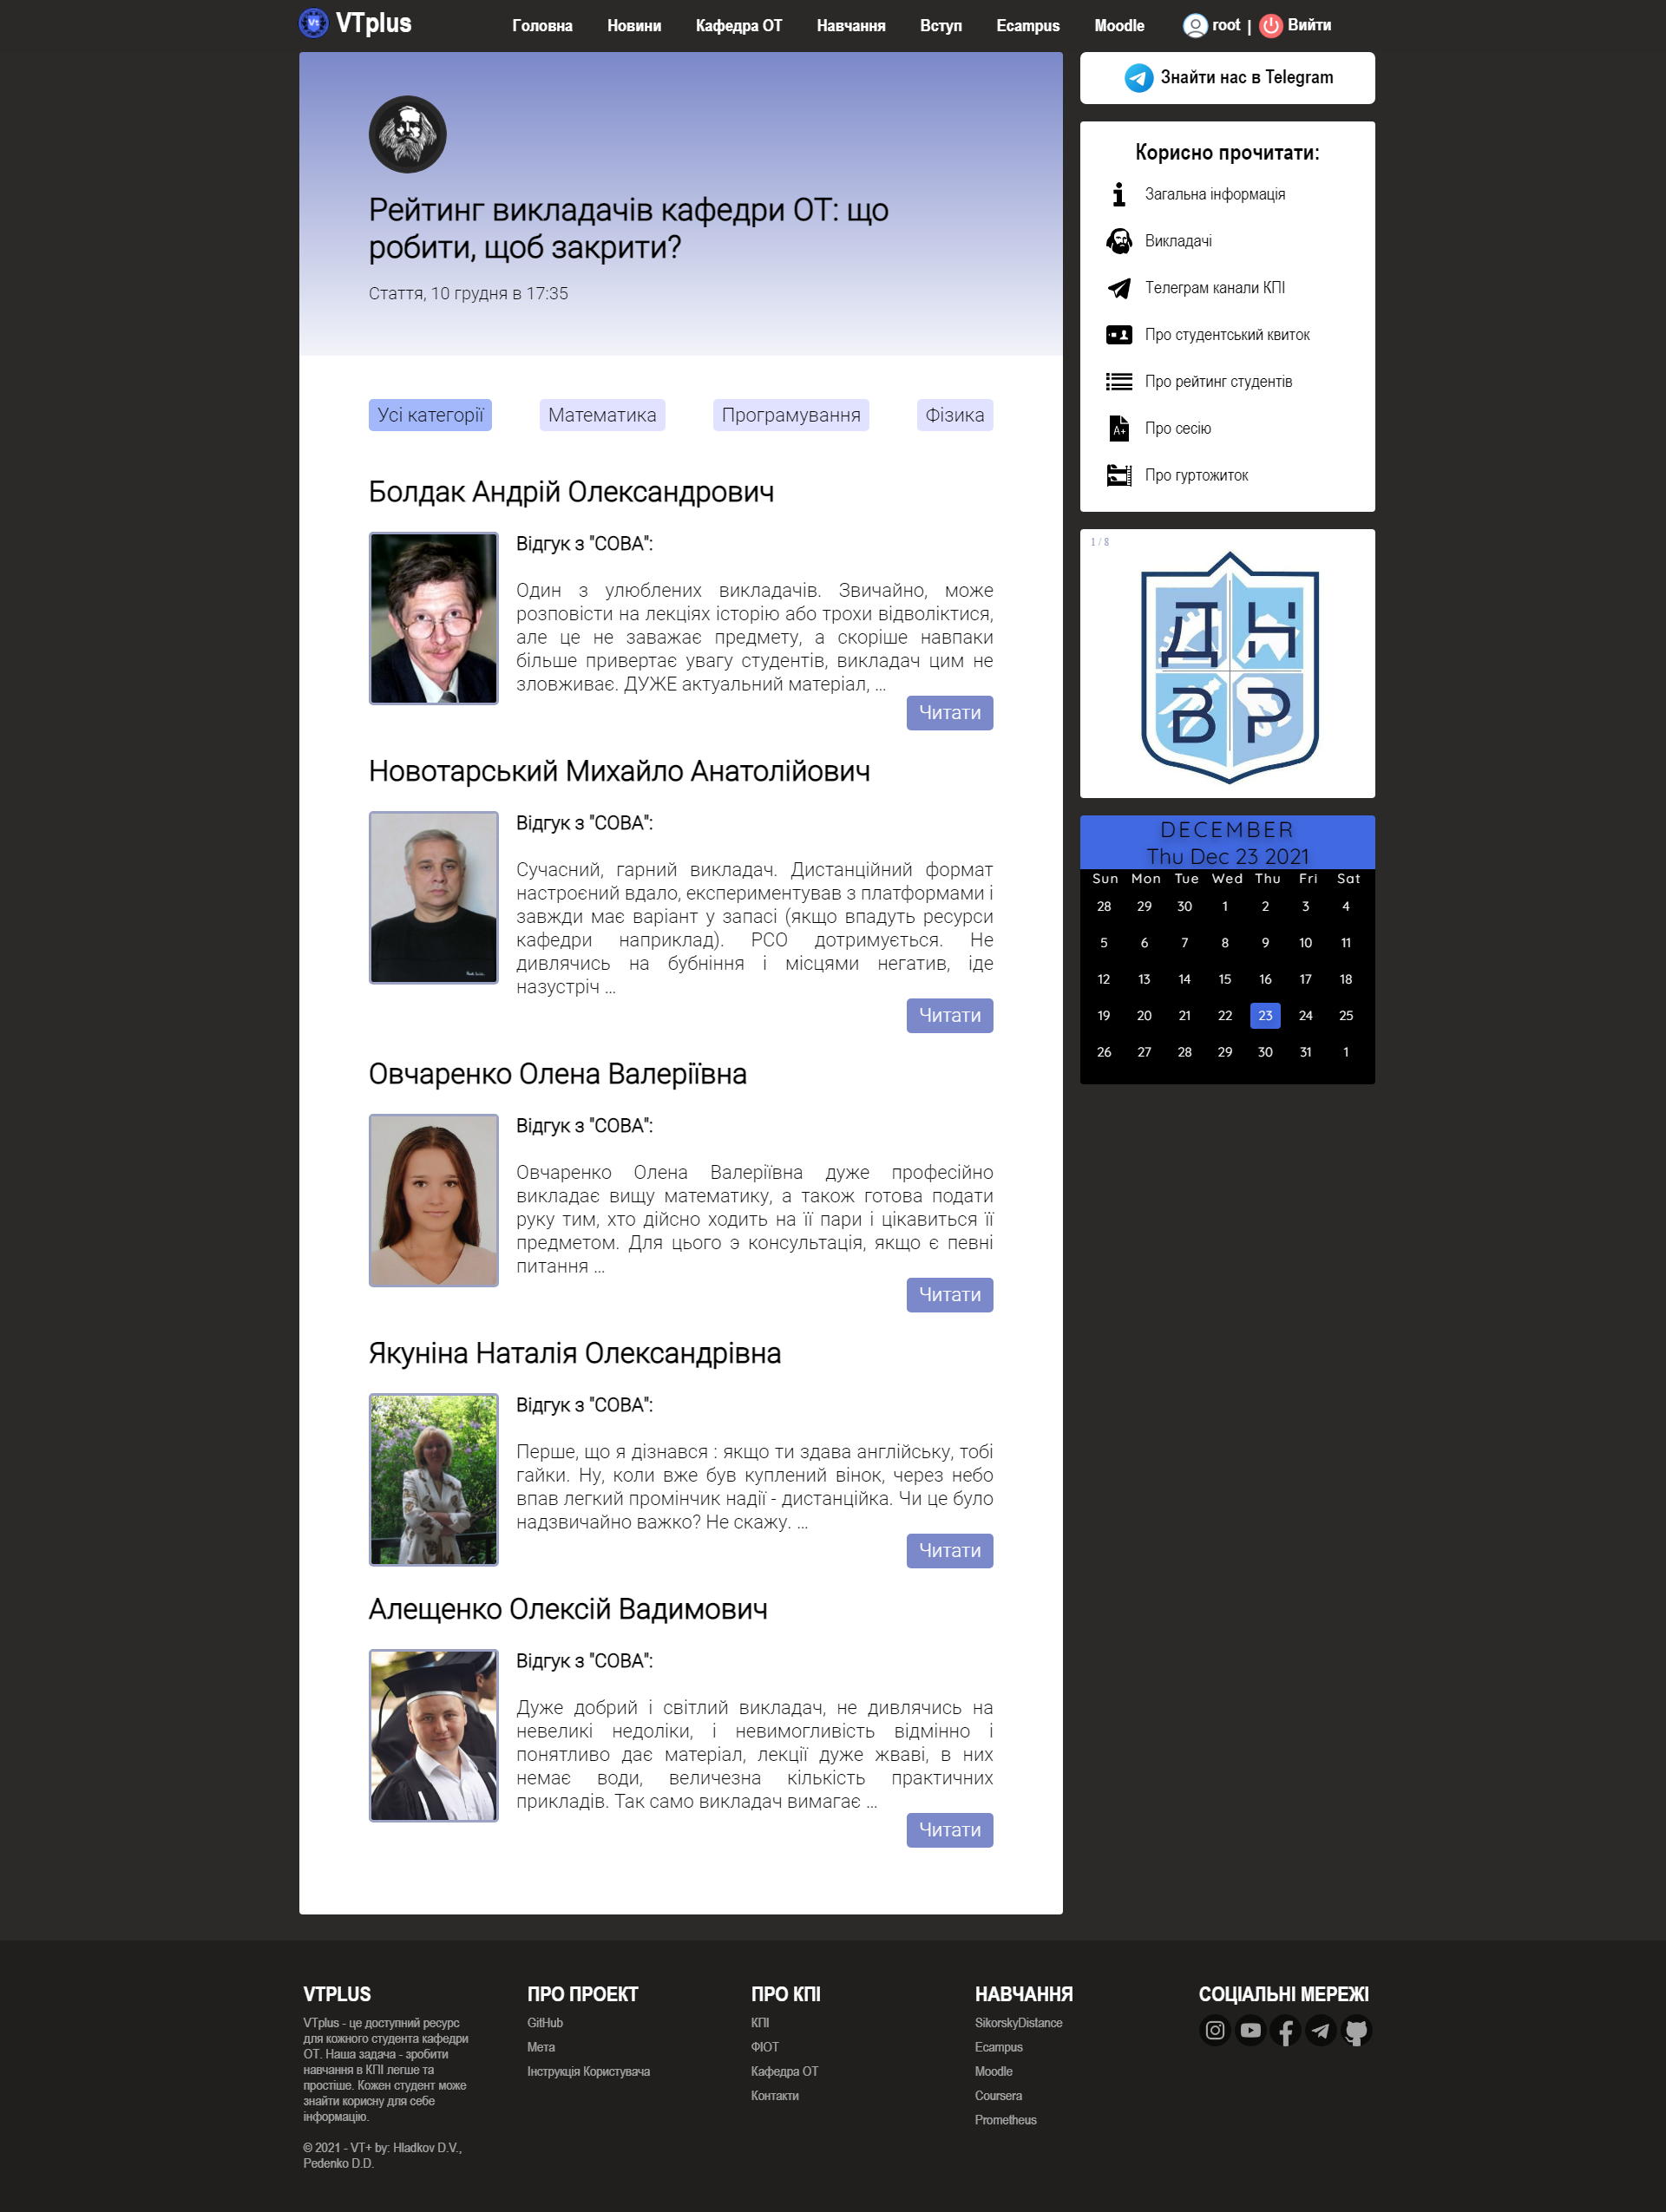 VTplus
Головна Новини Кафедра ОТ Навчання Вступ Ecampus Moodle root | Вийти
Рейтинг викладачів кафедри ОТ: що
робити, щоб закрити?
Стаття, 10 грудня в 17:35
Усі категорії Математика Програмування Фізика
Болдак Андрій Олександрович
Відгук з "СОВА":
Один з улюблених викладачів. Звичайно, може
розповісти на лекціях історію або трохи відволіктися,
але це не заважає предмету, а скоріше навпаки
більше привертає увагу студентів, викладач цим не
зловживає. ДУЖЕ актуальний матеріал, ...
Читати
Новотарський Михайло Анатолійович
Відгук з "СОВА":
Сучасний, гарний викладач. Дистанційний формат
настроєний вдало, експериментував з платформами і
завжди має варіант у запасі (якщо впадуть ресурси
кафедри наприклад). РСО дотримується. Не
дивлячись на бубніння і місцями негатив, іде
назустріч ...
Читати
Овчаренко Олена Валеріївна
Відгук з "СОВА":
Овчаренко Олена Валеріївна дуже професійно
викладає вищу математику, а також готова подати
руку тим, хто дійсно ходить на її пари і цікавиться її
предметом. Для цього э консультація, якщо є певні
питання ...
Читати
Якуніна Наталія Олександрівна
Відгук з "СОВА":
Перше, що я дізнався : якщо ти здава англійську, тобі
гайки. Ну, коли вже був куплений вінок, через небо
впав легкий промінчик надії - дистанційка. Чи це було
надзвичайно важко? Не скажу. ...
Читати
Алещенко Олексій Вадимович
Відгук з "СОВА":
Дуже добрий і світлий викладач, не дивлячись на
невеликі недоліки, і невимогливість відмінно і
понятливо дає матеріал, лекції дуже жваві, в них
немає води, величезна кількість практичних
прикладів. Так само викладач вимагає ...
Читати
Знайти нас в Telegram
Корисно прочитати:
Загальна інформація
Викладачі
Телеграм канали КПІ
Про студентський квиток
Про рейтинг студентів
A+ Про сесію
Про гуртожиток
1 / 8
ДН
ВР
DECEMBER
Thu Dec 23 2021
Sun Mon Tue Wed Thu Fri Sat
28 29 30 1 2 3 4
5 6 7 8 9 10 11
12 13 14 15 16 17 18
19 20 21 22 23 24 25
26 27 28 29 30 31 1
VTPLUS
VTplus - це доступний ресурс
для кожного студента кафедри
ОТ. Наша задача - зробити
навчання в КПІ легше та
простіше. Кожен студент може
знайти корисну для себе
інформацію.
© 2021 - VT+ by: Hladkov D.V.,
Pedenko D.D.
ПРО ПРОЕКТ
GitHub
Мета
Інструкція Користувача
ПРО КПІ
КПІ
ФІОТ
Кафедра ОТ
Контакти
НАВЧАННЯ
SikorskyDistance
Ecampus
Moodle
Coursera
Prometheus
СОЦІАЛЬНІ МЕРЕЖІ